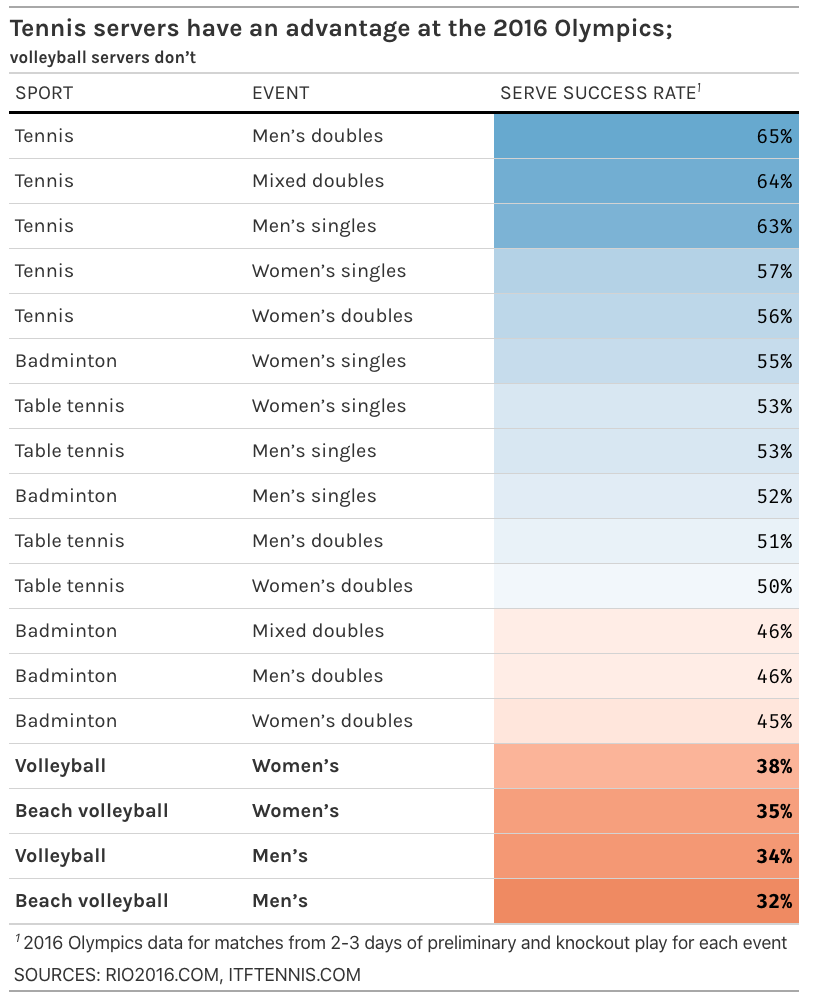 Tennis servers have an advantage at the 2016 Olympics;
volleyball servers don’t
SPORT EVENT SERVE SUCCESS RATE¹
Tennis Men’s doubles 65%
Tennis Mixed doubles 64%
Tennis Men’s singles 63%
Tennis Women’s singles 57%
Tennis Women’s doubles 56%
Badminton Women’s singles 55%
Table tennis Women’s singles 53%
Table tennis Men’s singles 53%
Badminton Men’s singles 52%
Table tennis Men’s doubles 51%
Table tennis Women’s doubles 50%
Badminton Mixed doubles 46%
Badminton Men’s doubles 46%
Badminton Women’s doubles 45%
Volleyball Women’s 38%
Beach volleyball Women’s 35%
Volleyball Men’s 34%
Beach volleyball Men’s 32%
¹ 2016 Olympics data for matches from 2-3 days of preliminary and knockout play for each event
SOURCES: RIO2016.COM, ITFTENNIS.COM